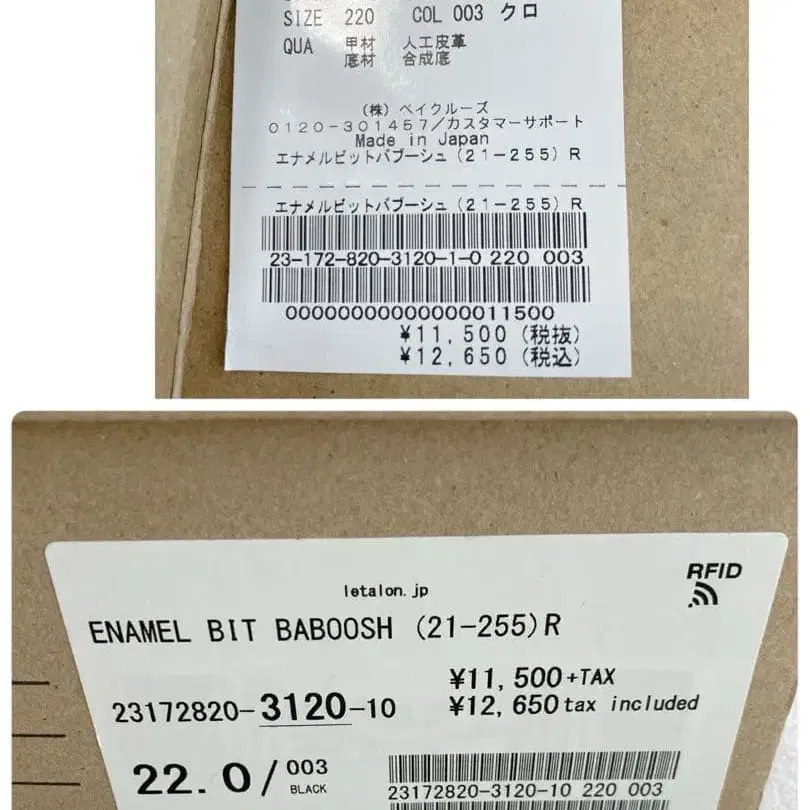 SIZE 220 COL 003 クロ
QUA 甲材 人工皮革
底材 合成底
(株) ベイクルーズ
0120-301457/カスタマーサポート
Made in Japan
エナメルビットバブーシュ(21-255)R
エナメルビットバブーシュ(21-255)R
23-172-820-3120-1-0 220 003
00000000000000000011500
¥11,500(税抜)
¥12,650(税込)
RFID
letalon.jp
ENAMEL BIT BABOOSH (21-255)R
¥11,500+TAX
23172820-3120-10
¥12,650 tax included
22.0/003
BLACK
23172820-3120-10 220 003